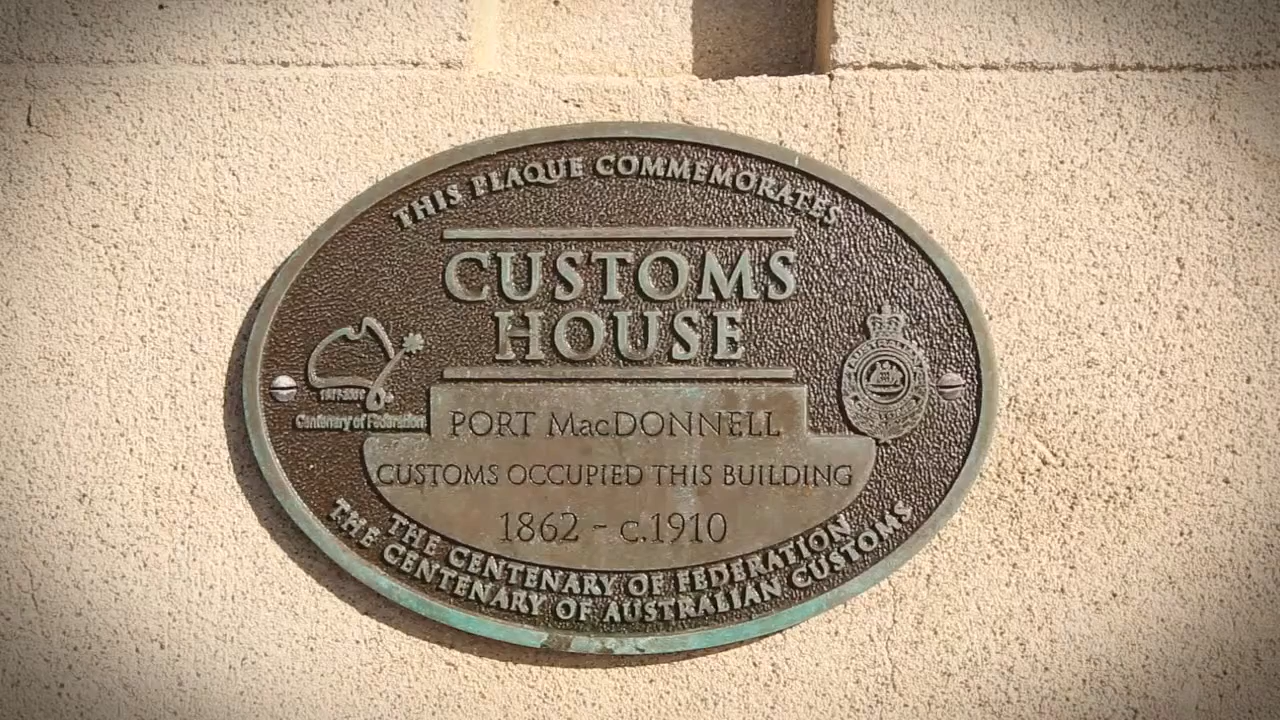 THIS PLAQUE COMMEMORATES
CUSTOMS
HOUSE
Centenary of Federation
PORT MacDONNELL
CUSTOMS OCCUPIED THIS BUILDING
1862 - c.1910
THE CENTENARY OF FEDERATION
THE CENTENARY OF AUSTRALIAN CUSTOMS